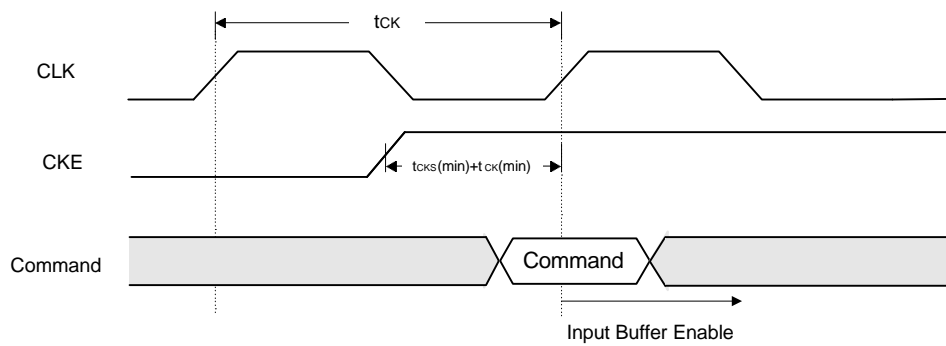 tCK
CLK
CKE
tCKS(min)+tCK(min)
Command
Command
Input Buffer Enable